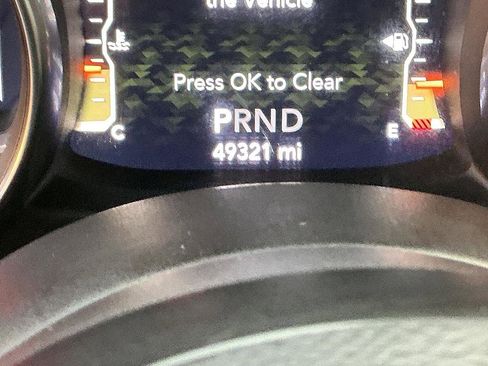 the Vehicle
Press OK to Clear
PRND
C
E
49321 mi